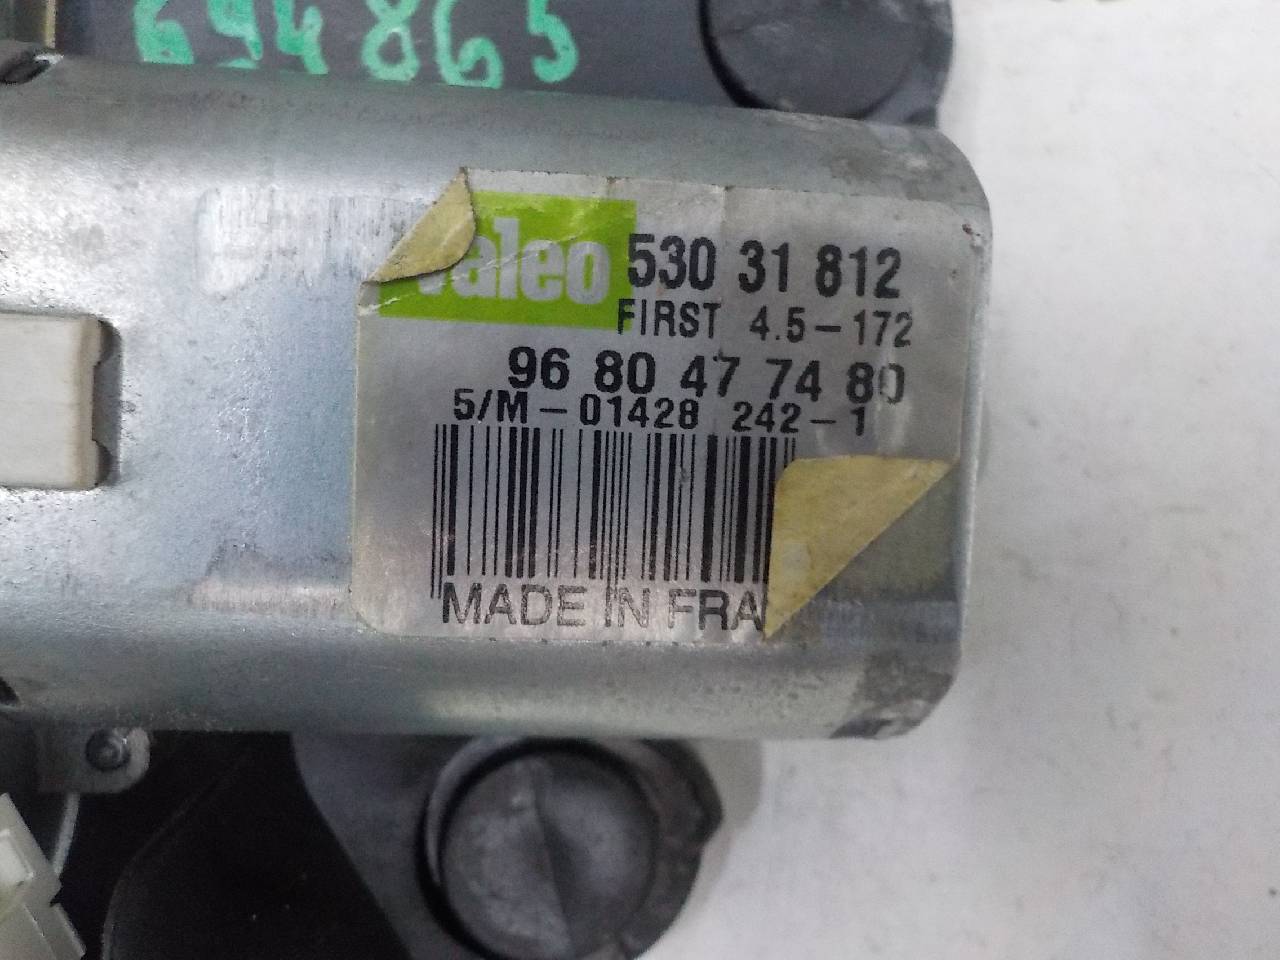 694865
valeo 530 31 812
FIRST 4.5-172
96 80 47 74 80
5/M-01428 242-1
MADE IN FRA